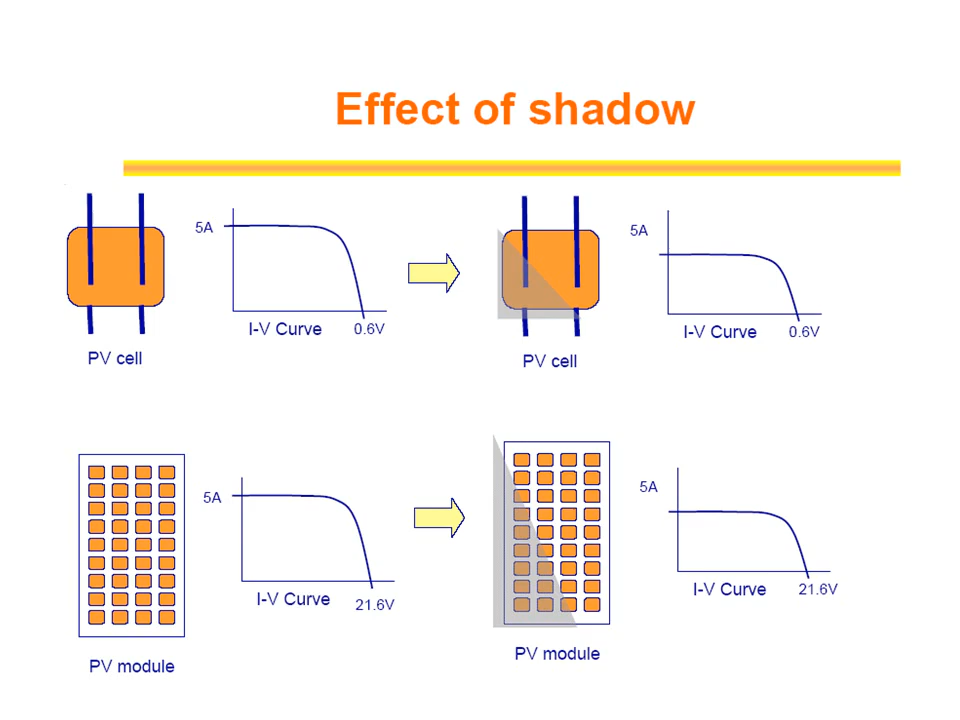 Effect of shadow
5A
I-V Curve
0.6V
PV cell
5A
I-V Curve
0.6V
PV cell
5A
I-V Curve
21.6V
PV module
5A
I-V Curve
21.6V
PV module